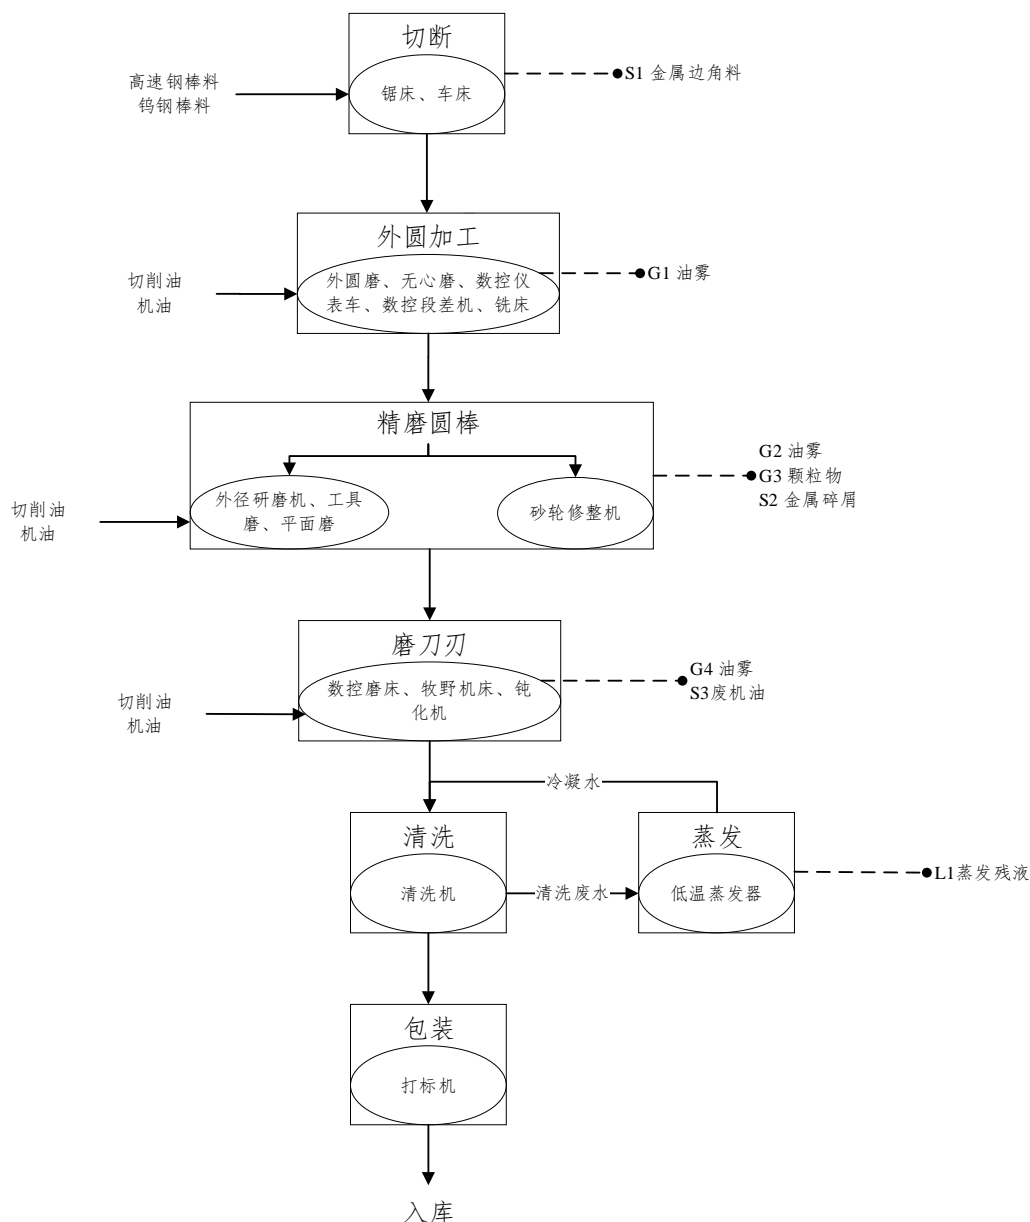 切断
高速钢棒料
钨钢棒料
锯床、车床
S1 金属边角料
外圆加工
切削油
机油
外圆磨、无心磨、数控仪
表车、数控段差机、铣床
G1 油雾
精磨圆棒
切削油
机油
外径研磨机、工具
磨、平面磨
砂轮修整机
G2 油雾
G3 颗粒物
S2 金属碎屑
磨刀刃
切削油
机油
数控磨床、牧野机床、钝
化机
G4 油雾
S3废机油
冷凝水
清洗
清洗机
清洗废水
蒸发
低温蒸发器
L1蒸发残液
包装
打标机
入库